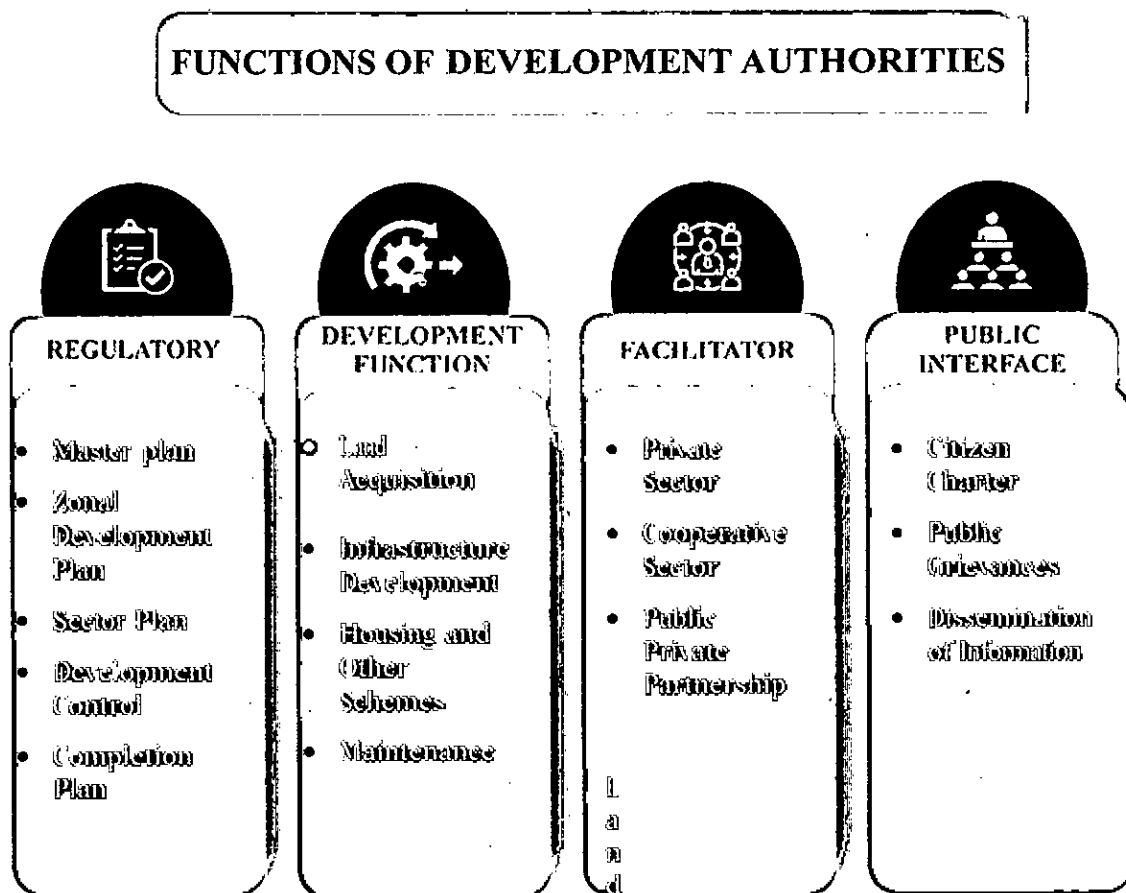 FUNCTIONS OF DEVELOPMENT AUTHORITIES
REGULATORY
• Master plan
• Zonal
Development
Plan
• Sector Plan
• Development
Control
• Completion
Plan
DEVELOPMENT
FUNCTION
Land
Acquisition
• Infrastructure
Development
• Housing and
Other
Schemes
• Maintenance
FACILITATOR
• Private
Sector
• Cooperative
Sector
• Public
Private
Partnership
L
a
n
d
PUBLIC
INTERFACE
• Citizen
Charter
• Public
Grievances
• Dissemination
of Information